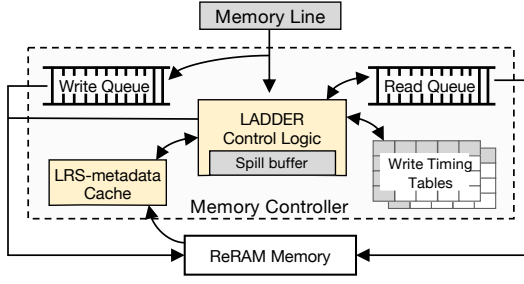 Memory Line
Write Queue
Read Queue
LADDER
Control Logic
Spill buffer
LRS-metadata
Cache
Write Timing
Tables
Memory Controller
ReRAM Memory